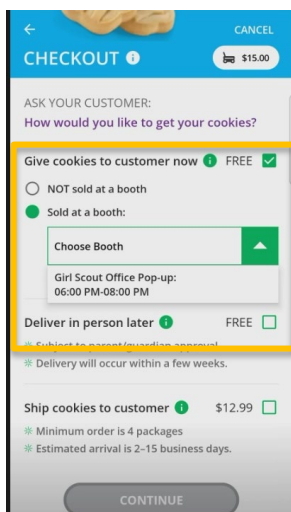 CANCEL
CHECKOUT
$15.00
ASK YOUR CUSTOMER:
How would you like to get your cookies?
Give cookies to customer now FREE
NOT sold at a booth
Sold at a booth:
Choose Booth
Girl Scout Office Pop-up:
06:00 PM-08:00 PM
Deliver in person later FREE
Subject to parent/guardian approval
Delivery will occur within a few weeks.
Ship cookies to customer $12.99
Minimum order is 4 packages
Estimated arrival is 2-15 business days.
CONTINUE